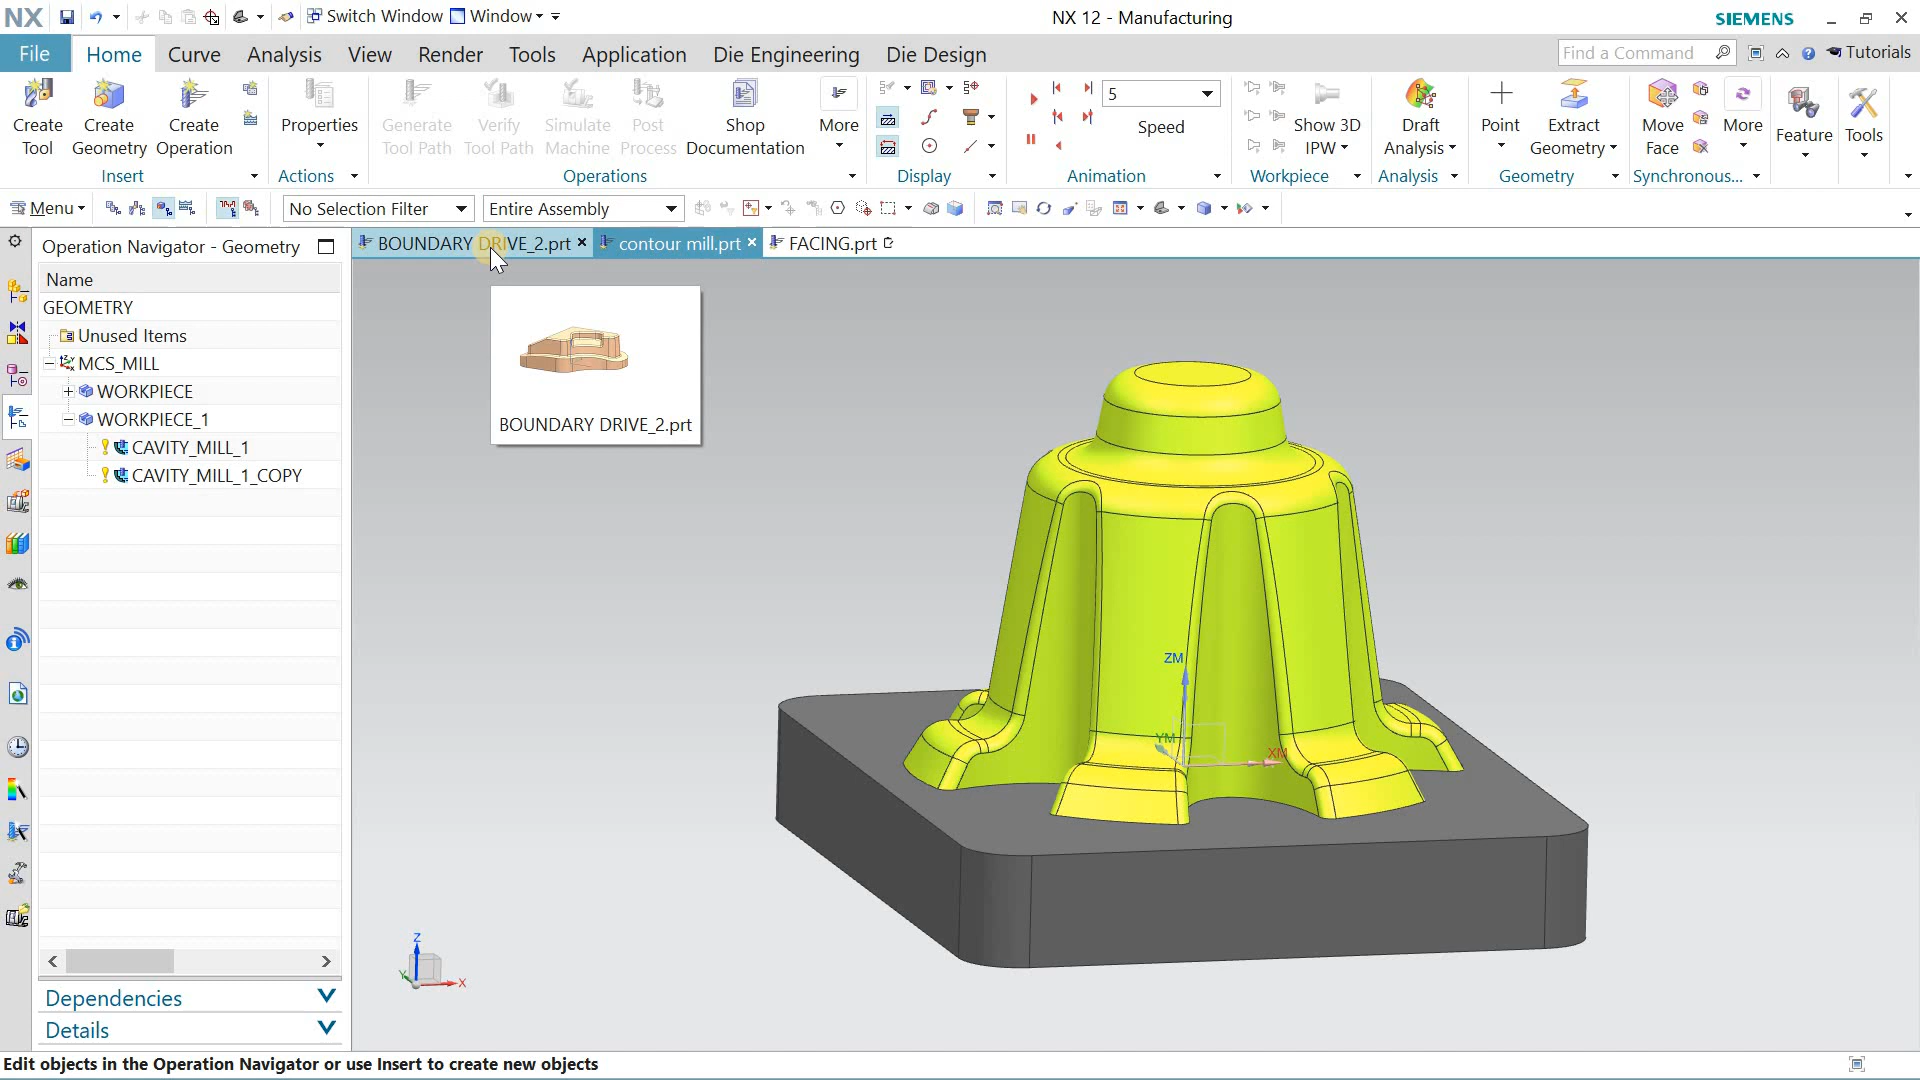 NX
Switch Window
Window
NX 12 - Manufacturing
SIEMENS
File
Home
Curve
Analysis
View
Render
Tools
Application
Die Engineering
Die Design
Find a Command
Tutorials
Create Tool
Create Geometry
Create Operation
Insert
Properties
Actions
Generate Tool Path
Verify Tool Path
Simulate Machine
Post Process
Shop Documentation
More
Operations
Display
5
Speed
Animation
Show 3D IPW
Workpiece
Draft Analysis
Analysis
Point
Extract Geometry
Geometry
Move Face
More
Synchronous...
Feature
Tools
Menu
No Selection Filter
Entire Assembly
Operation Navigator - Geometry
BOUNDARY DRIVE_2.prt
contour mill.prt
FACING.prt
Name
GEOMETRY
Unused Items
MCS_MILL
WORKPIECE
WORKPIECE_1
CAVITY_MILL_1
CAVITY_MILL_1_COPY
BOUNDARY DRIVE_2.prt
ZM
YM
XM
Z
Y
X
Dependencies
Details
Edit objects in the Operation Navigator or use Insert to create new objects